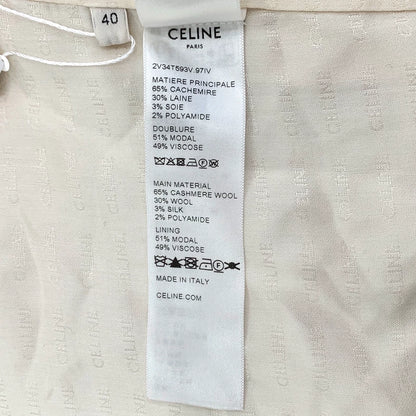 40
CELINE
PARIS
2V34T593V.97IV
MATIERE PRINCIPALE
65% CACHEMIRE
30% LAINE
3% SOIE
2% POLYAMIDE
DOUBLURE
51% MODAL
49% VISCOSE
MAIN MATERIAL
65% CASHMERE WOOL
30% WOOL
3% SILK
2% POLYAMIDE
LINING
51% MODAL
49% VISCOSE
MADE IN ITALY
CELINE.COM